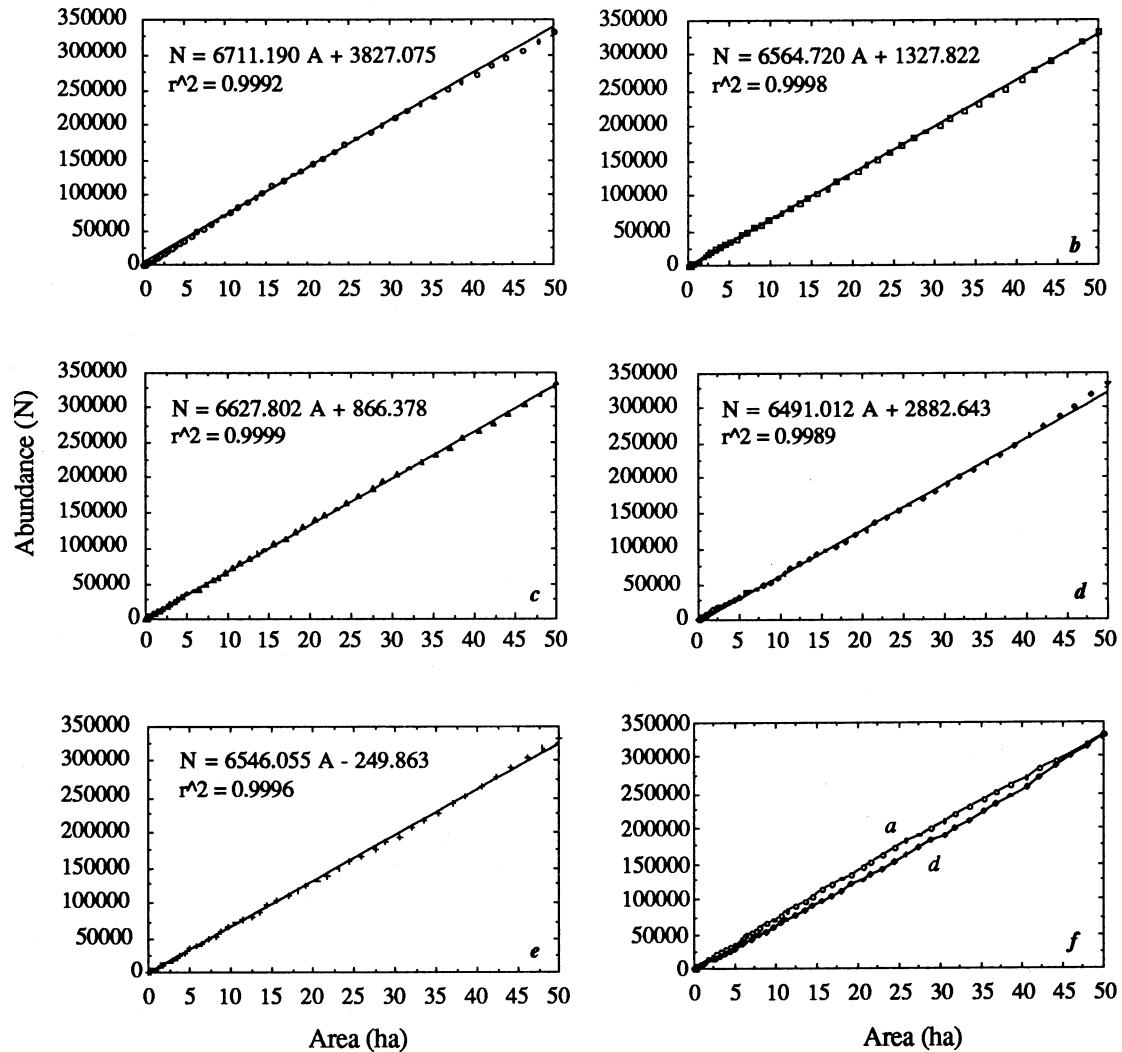 350000
300000
250000
200000
150000
100000
50000
0
N = 6711.190 A + 3827.075
r^2 = 0.9992
0 5 10 15 20 25 30 35 40 45 50
350000
300000
250000
200000
150000
100000
50000
0
N = 6564.720 A + 1327.822
r^2 = 0.9998
b
0 5 10 15 20 25 30 35 40 45 50
Abundance (N)
350000
300000
250000
200000
150000
100000
50000
0
N = 6627.802 A + 866.378
r^2 = 0.9999
c
0 5 10 15 20 25 30 35 40 45 50
350000
300000
250000
200000
150000
100000
50000
0
N = 6491.012 A + 2882.643
r^2 = 0.9989
d
0 5 10 15 20 25 30 35 40 45 50
350000
300000
250000
200000
150000
100000
50000
0
N = 6546.055 A - 249.863
r^2 = 0.9996
e
0 5 10 15 20 25 30 35 40 45 50
Area (ha)
350000
300000
250000
200000
150000
100000
50000
0
a
d
f
0 5 10 15 20 25 30 35 40 45 50
Area (ha)